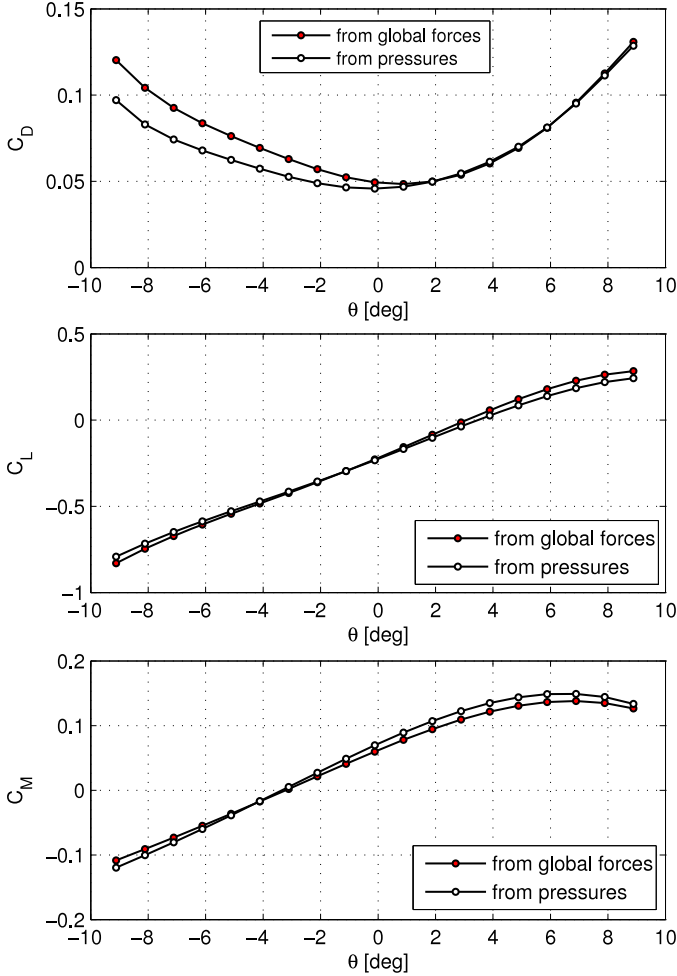 0.15
from global forces
from pressures
0.1
C_D
0.05
0
−10 −8 −6 −4 −2 0 2 4 6 8 10
θ [deg]
0.5
0
C_L
−0.5
from global forces
from pressures
−1
−10 −8 −6 −4 −2 0 2 4 6 8 10
θ [deg]
0.2
0.1
C_M
0
−0.1
from global forces
from pressures
−0.2
−10 −8 −6 −4 −2 0 2 4 6 8 10
θ [deg]